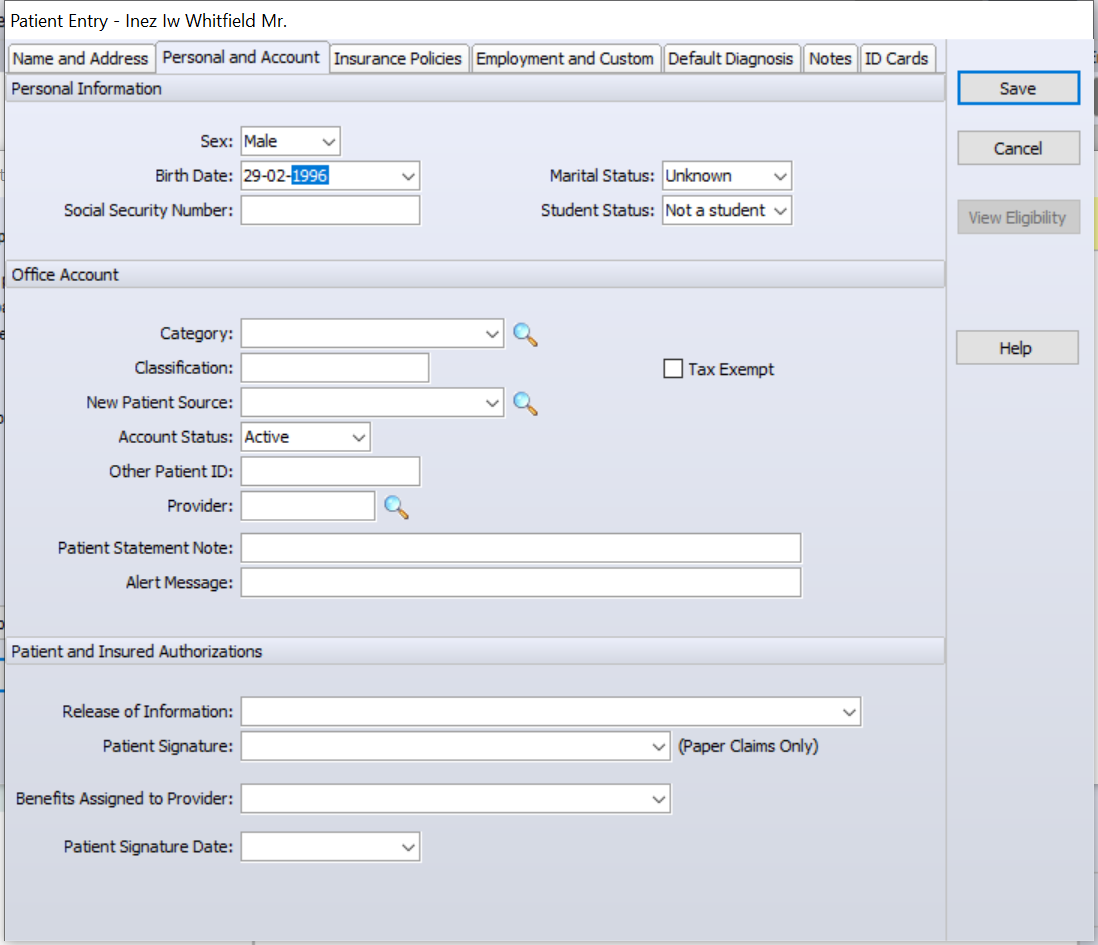 Patient Entry - Inez Iw Whitfield Mr.
Name and Address Personal and Account Insurance Policies Employment and Custom Default Diagnosis Notes ID Cards
Personal Information
Save
Sex: Male
Cancel
Birth Date: 29-02-1996 Marital Status: Unknown
Social Security Number: Student Status: Not a student
View Eligibility
Office Account
Category:
Help
Classification: Tax Exempt
New Patient Source:
Account Status: Active
Other Patient ID:
Provider:
Patient Statement Note:
Alert Message:
Patient and Insured Authorizations
Release of Information:
Patient Signature: (Paper Claims Only)
Benefits Assigned to Provider:
Patient Signature Date: